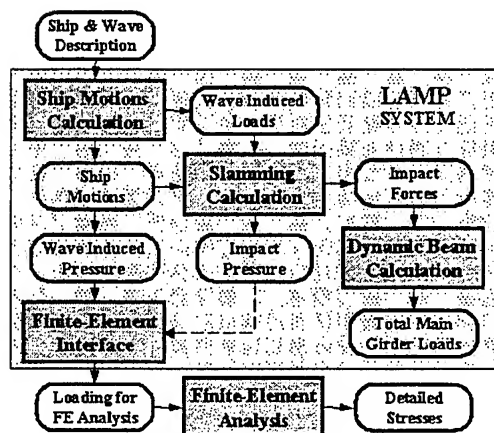 Ship & Wave
Description
Ship Motions
Calculation
Wave Induced
Loads
LAMP
SYSTEM
Ship
Motions
Slamming
Calculation
Impact
Forces
Wave Induced
Pressure
Impact
Pressure
Dynamic Beam
Calculation
Finite-Element
Interface
Total Main
Girder Loads
Loading for
FE Analysis
Finite-Element
Analysis
Detailed
Stresses